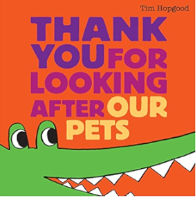 Tim Hopgood
THANK
YOU FOR
LOOKING
AFTER OUR
PETS